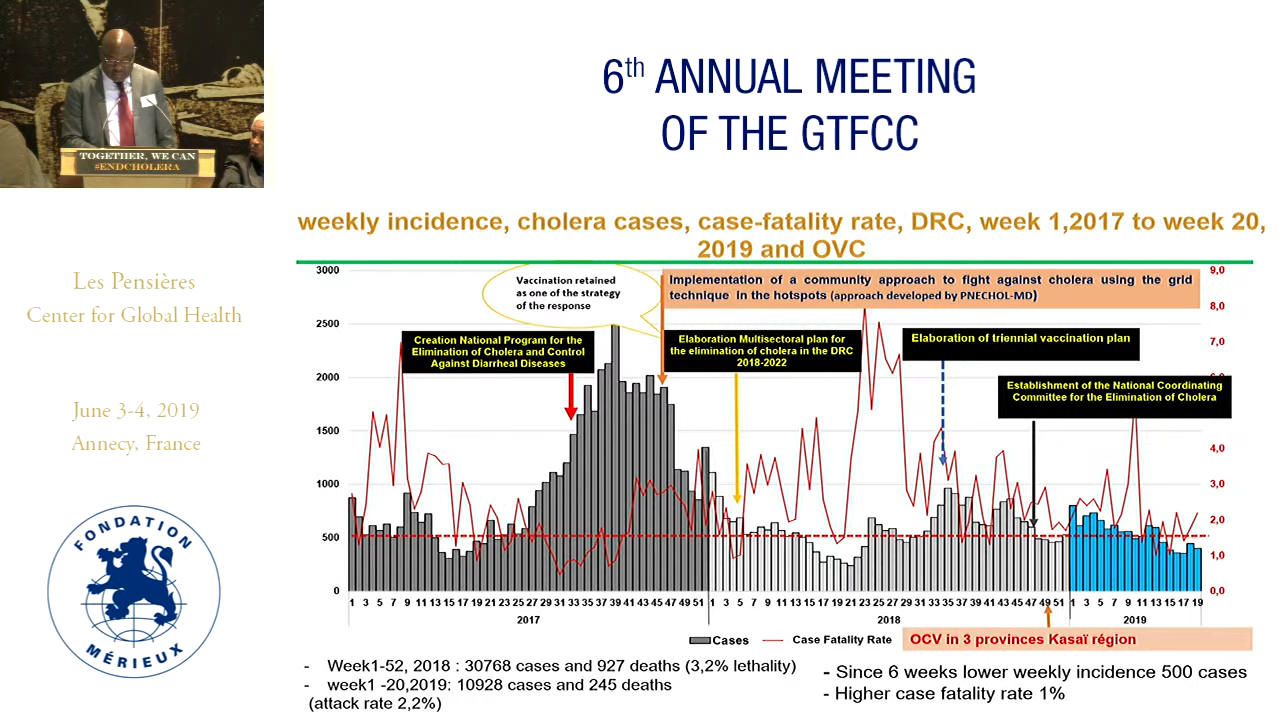 TOGETHER, WE CAN
#ENDCHOLERA
6th ANNUAL MEETING
OF THE GTFCC
Les Pensières
Center for Global Health
June 3-4, 2019
Annecy, France
FONDATION
MÉRIEUX
weekly incidence, cholera cases, case-fatality rate, DRC, week 1,2017 to week 20,
2019 and OVC
Vaccination retained
as one of the strategy
of the response
Implementation of a community approach to fight against cholera using the grid
technique in the hotspots (approach developed by PNECHOL-MD)
Creation National Program for the
Elimination of Cholera and Control
Against Diarrheal Diseases
Elaboration Multisectoral plan for
the elimination of cholera in the DRC
2018-2022
Elaboration of triennial vaccination plan
Establishment of the National Coordinating
Committee for the Elimination of Cholera
3000
2500
2000
1500
1000
500
0
9,0
8,0
7,0
5,0
4,0
3,0
2,0
1,0
0,0
1 3 5 7 9 11 13 15 17 19 21 23 25 27 29 31 33 35 37 39 41 43 45 47 49 51 1 3 5 7 9 11 13 15 17 19 21 23 25 27 29 31 33 35 37 39 41 43 45 47 49 51 1 3 5 7 9 11 13 15 17 19
2017 2018 2019
Cases Case Fatality Rate
OCV in 3 provinces Kasaï région
- Week1-52, 2018 : 30768 cases and 927 deaths (3,2% lethality)
- week1 -20,2019: 10928 cases and 245 deaths
(attack rate 2,2%)
- Since 6 weeks lower weekly incidence 500 cases
- Higher case fatality rate 1%